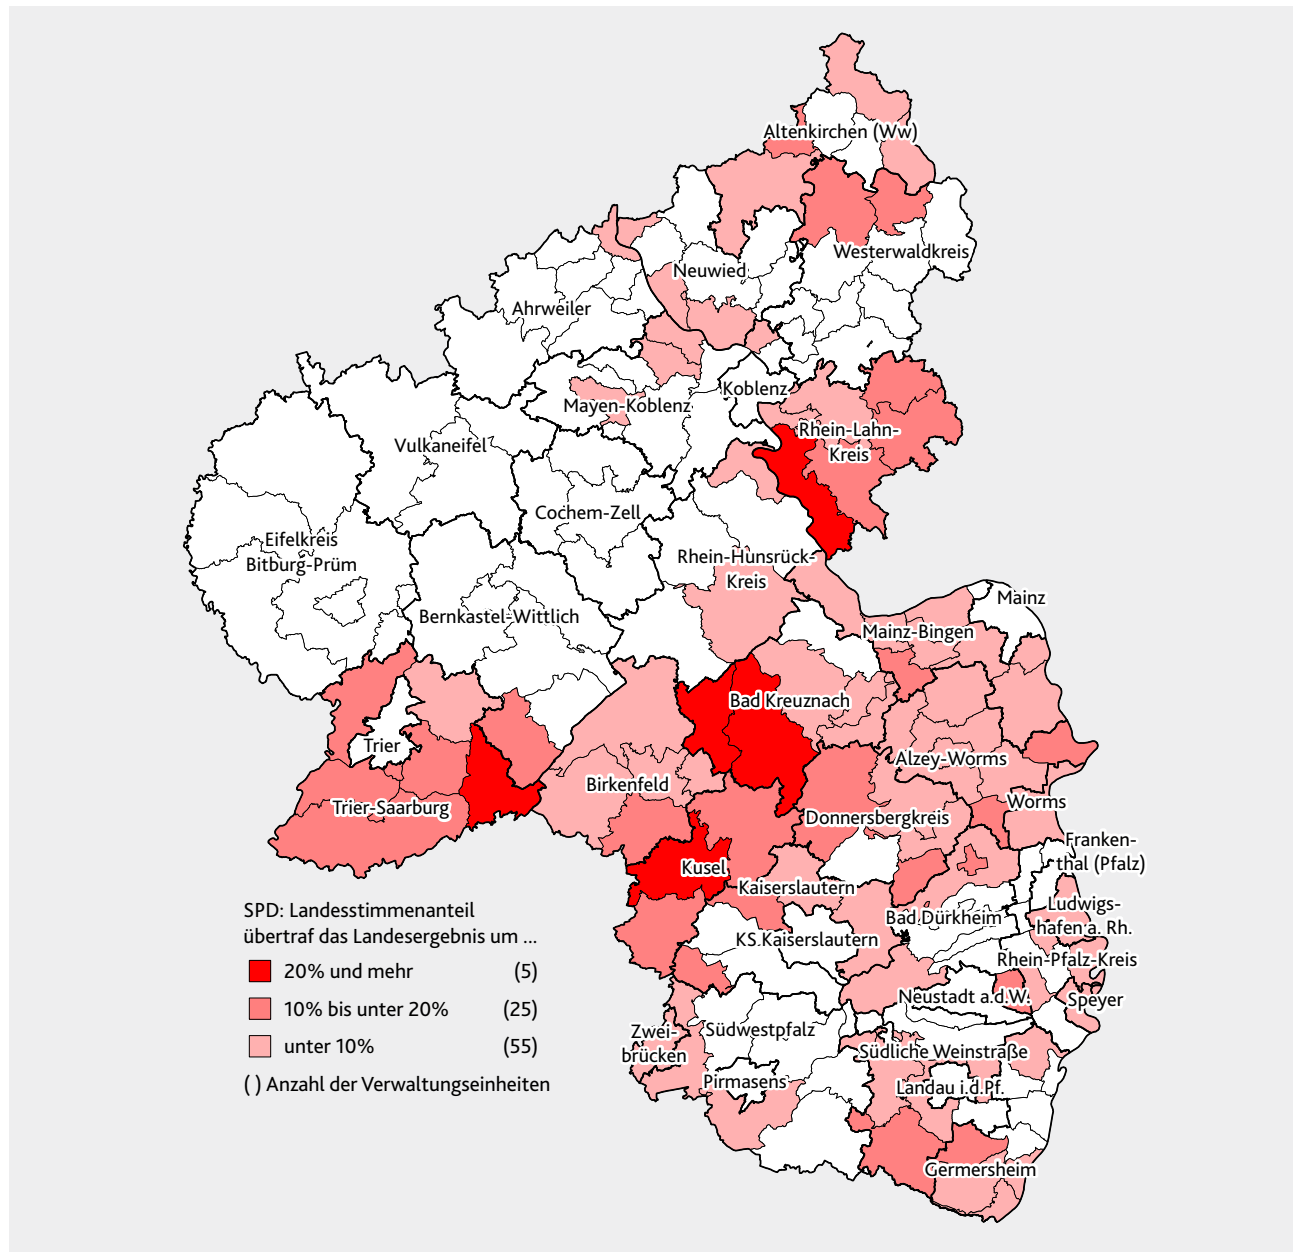 Altenkirchen (Ww)
Westerwaldkreis
Neuwied
Ahrweiler
Koblenz
Mayen-Koblenz
Rhein-Lahn-
Kreis
Vulkaneifel
Cochem-Zell
Eifelkreis
Bitburg-Prüm
Rhein-Hunsrück-
Kreis
Mainz
Bernkastel-Wittlich
Mainz-Bingen
Bad Kreuznach
Trier
Alzey-Worms
Birkenfeld
Worms
Trier-Saarburg
Donnersbergkreis
Franken-
thal (Pfalz)
Kusel
Kaiserslautern
Ludwigs-
hafen a. Rh.
Bad Dürkheim
KS.Kaiserslautern
Rhein-Pfalz-Kreis
Neustadt a.d.W.
Speyer
Zwei-
brücken
Südwestpfalz
Südliche Weinstraße
Pirmasens
Landau i.d.Pf.
Germersheim
SPD: Landesstimmenanteil
übertraf das Landesergebnis um ...
20% und mehr (5)
10% bis unter 20% (25)
unter 10% (55)
( ) Anzahl der Verwaltungseinheiten